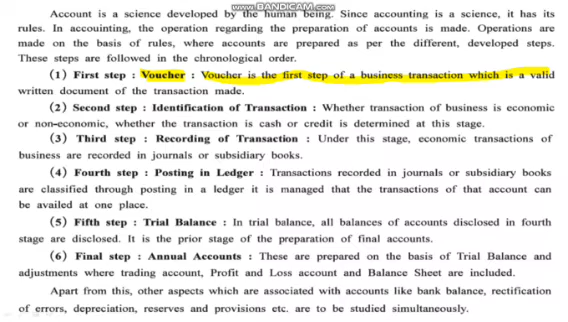 www.BANDICAM.com
Account is a science developed by the human being. Since accounting is a science, it has its
rules. In accouinting, the operation regarding the preparation of accounts is made. Operations are
made on the basis of rules, where accounts are prepared as per the different, developed steps.
These steps are followed in the chronological order.
(1) First step : Voucher : Voucher is the first step of a business transaction which is a valid
written document of the transaction made.
(2) Second step : Identification of Transaction : Whether transaction of business is economic
or non-economic, whether the transaction is cash or credit is determined at this stage.
(3) Third step : Recording of Transaction : Under this stage, economic transactions of
business are recorded in journals or subsidiary books.
(4) Fourth step : Posting in Ledger : Transactions recorded in journals or subsidiary books
are classified through posting in a ledger it is managed that the transactions of that account can
be availed at one place.
(5) Fifth step : Trial Balance : In trial balance, all balances of accounts disclosed in fourth
stage are disclosed. It is the prior stage of the preparation of final accounts.
(6) Final step : Annual Accounts : These are prepared on the basis of Trial Balance and
adjustments where trading account, Profit and Loss account and Balance Sheet are included.
Apart from this, other aspects which are associated with accounts like bank balance, rectification
of errors, depreciation, reserves and provisions etc. are to be studied simultaneously.